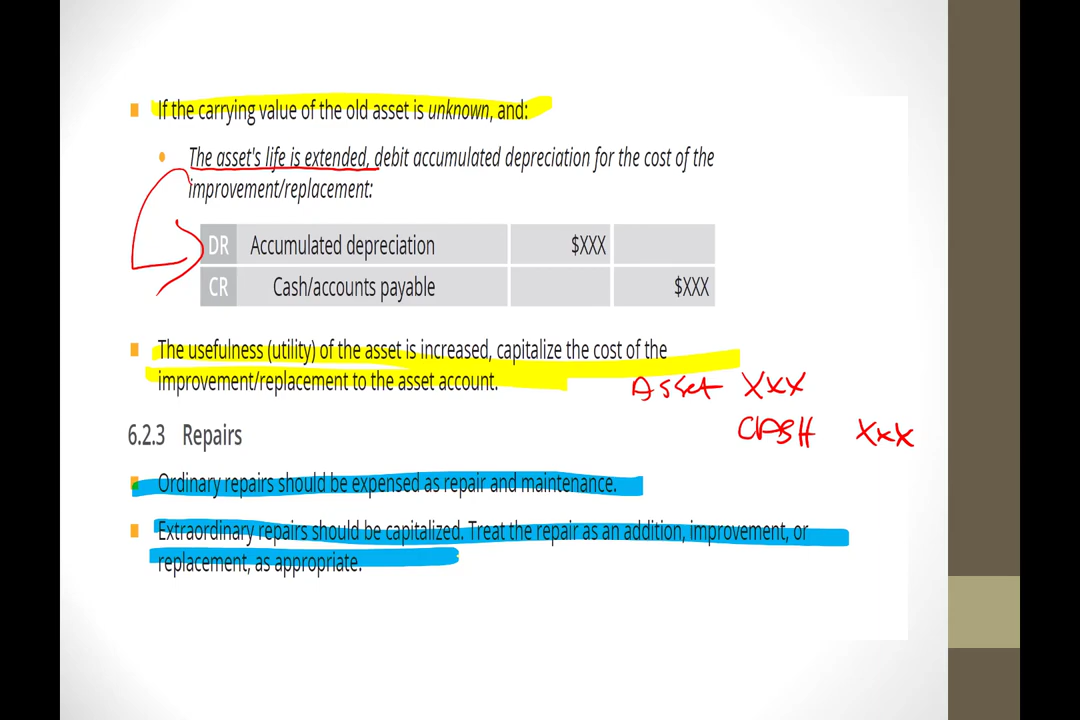 If the carrying value of the old asset is unknown, and:
The asset's life is extended, debit accumulated depreciation for the cost of the
improvement/replacement:
DR Accumulated depreciation $XXX
CR Cash/accounts payable $XXX
The usefulness (utility) of the asset is increased, capitalize the cost of the
improvement/replacement to the asset account.
Asset XXX
CASH XXX
6.2.3 Repairs
Ordinary repairs should be expensed as repair and maintenance.
Extraordinary repairs should be capitalized. Treat the repair as an addition, improvement, or
replacement, as appropriate.